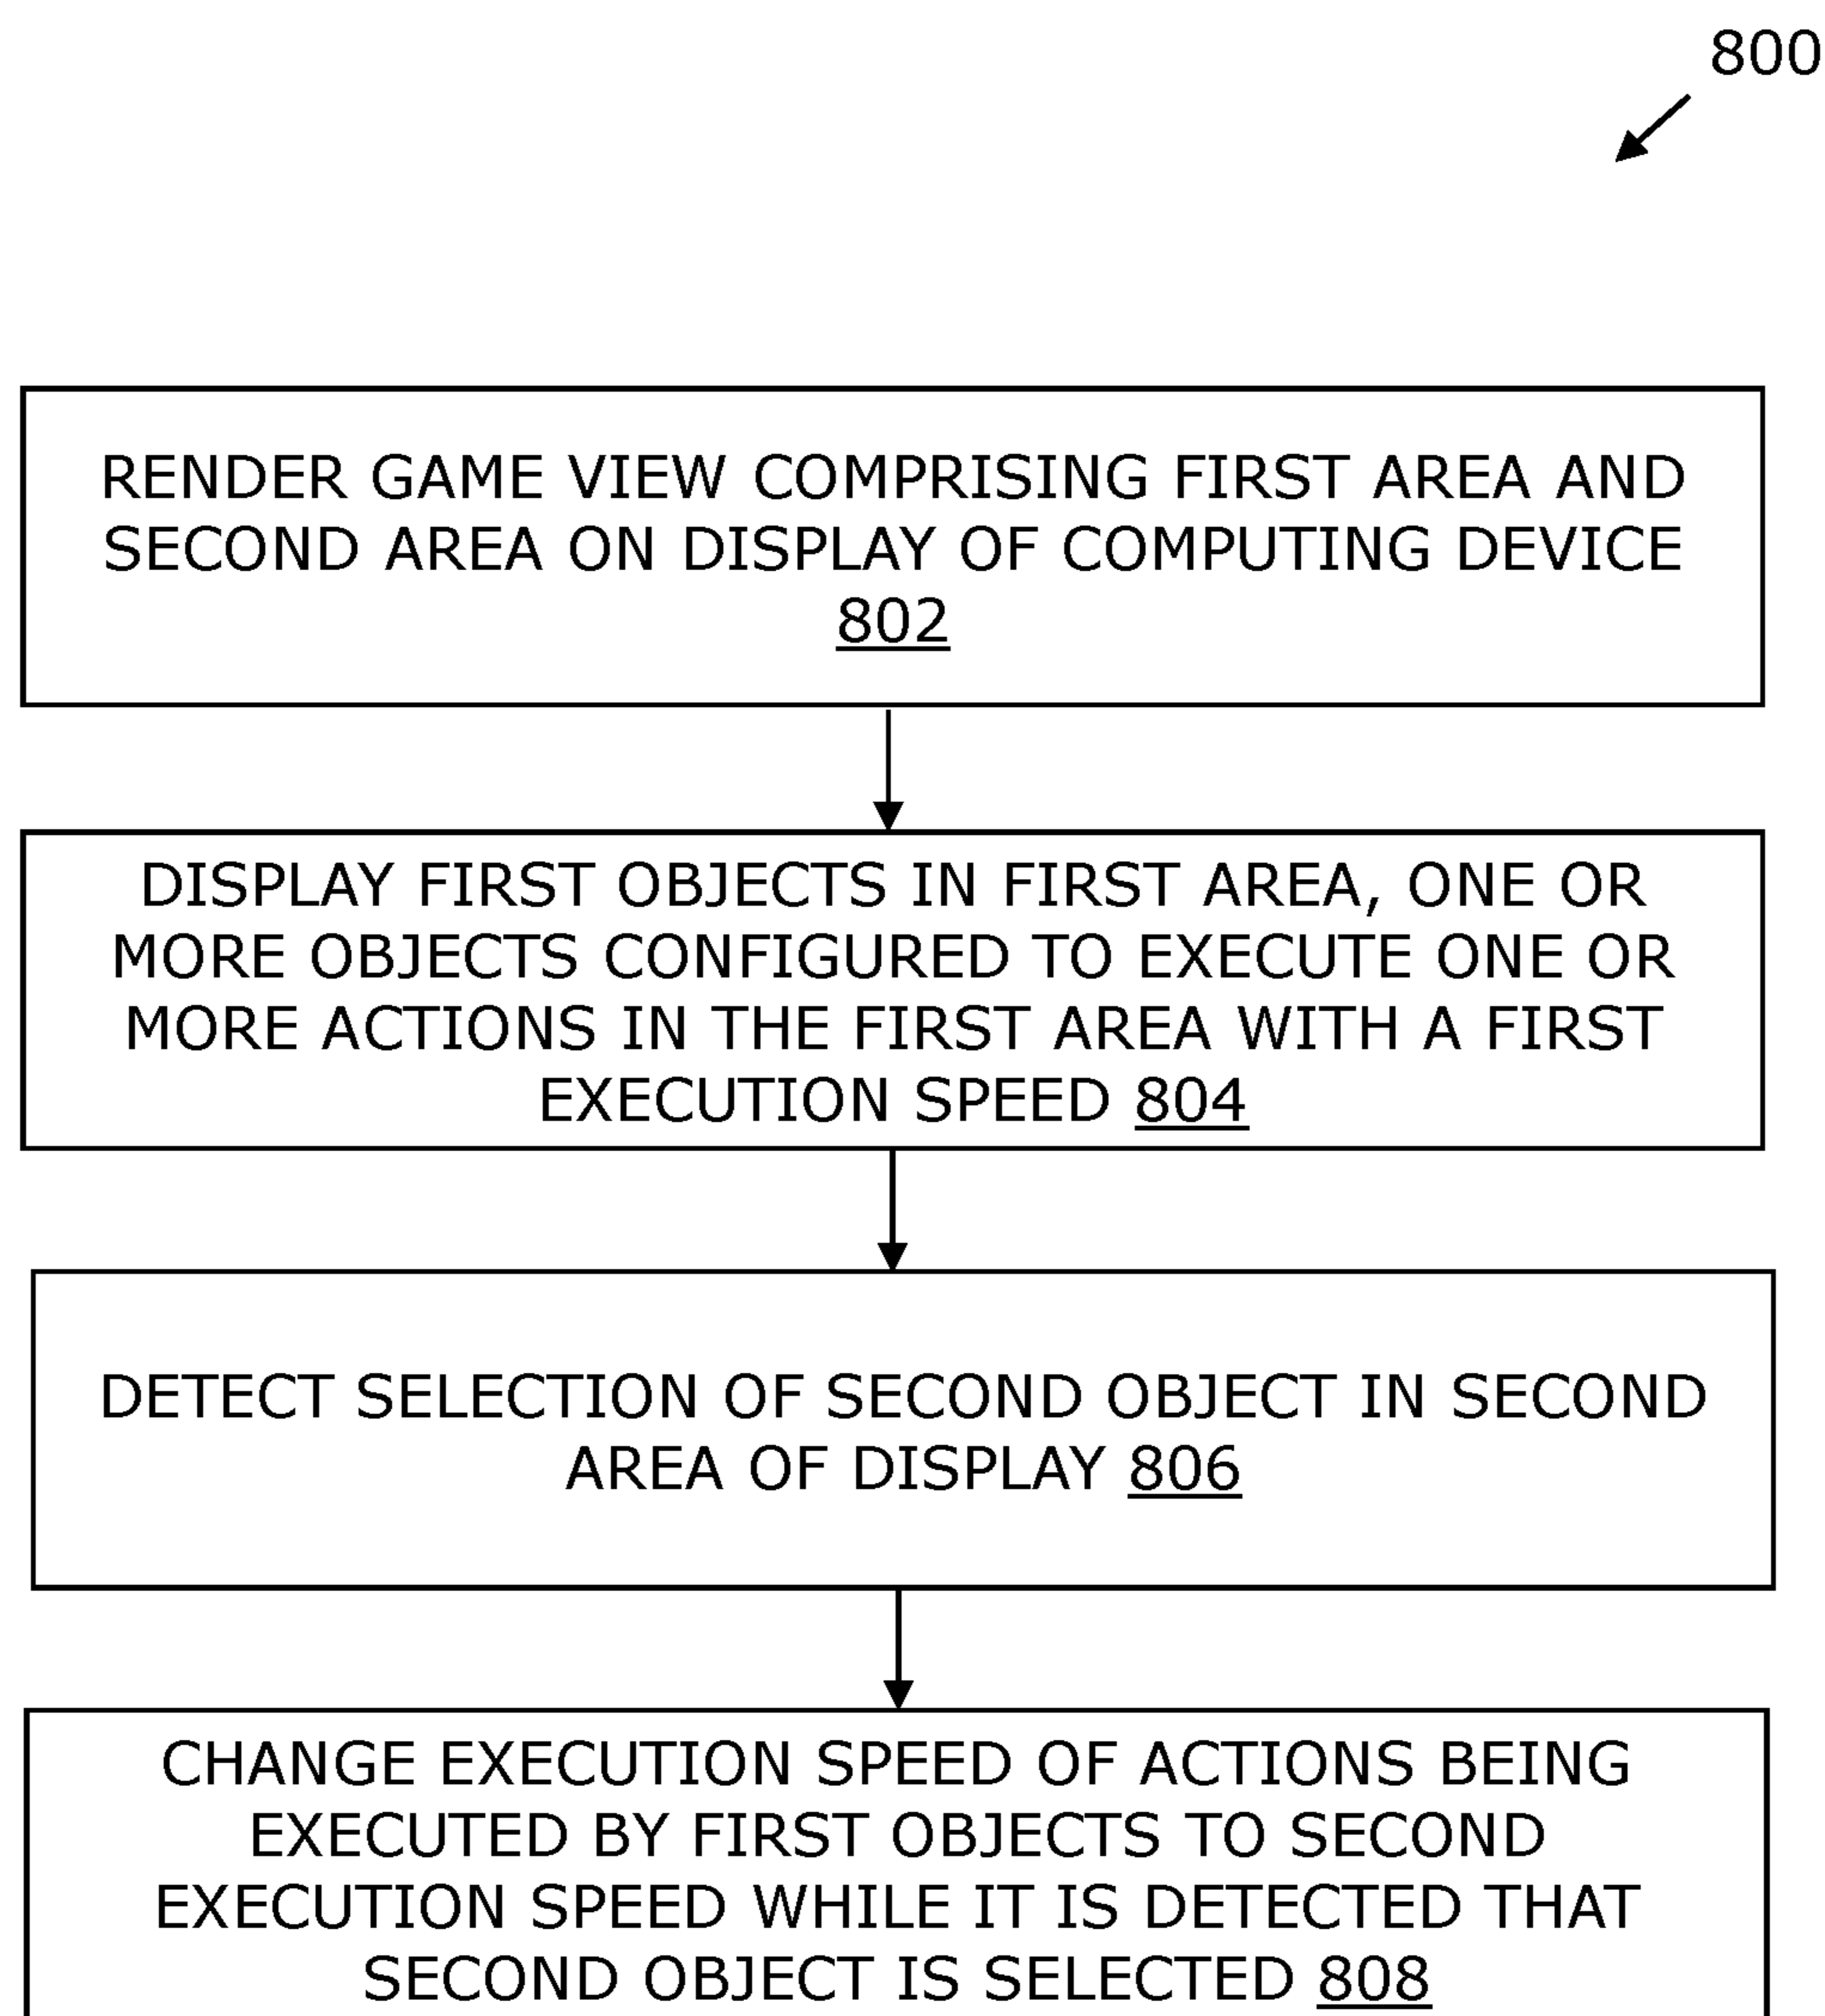 800
RENDER GAME VIEW COMPRISING FIRST AREA AND
SECOND AREA ON DISPLAY OF COMPUTING DEVICE
802
DISPLAY FIRST OBJECTS IN FIRST AREA, ONE OR
MORE OBJECTS CONFIGURED TO EXECUTE ONE OR
MORE ACTIONS IN THE FIRST AREA WITH A FIRST
EXECUTION SPEED 804
DETECT SELECTION OF SECOND OBJECT IN SECOND
AREA OF DISPLAY 806
CHANGE EXECUTION SPEED OF ACTIONS BEING
EXECUTED BY FIRST OBJECTS TO SECOND
EXECUTION SPEED WHILE IT IS DETECTED THAT
SECOND OBJECT IS SELECTED 808